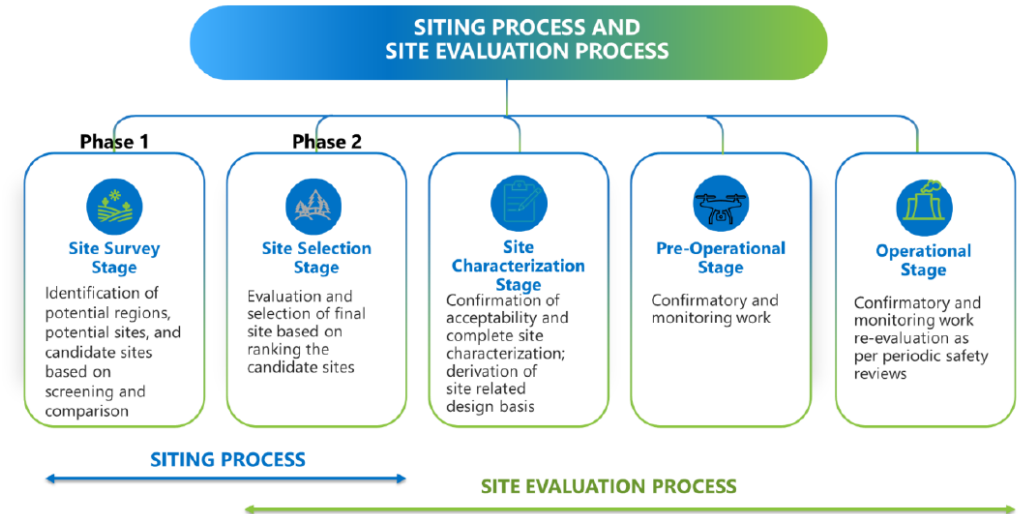 SITING PROCESS AND
SITE EVALUATION PROCESS
Phase 1
Phase 2
Site Survey
Stage
Identification of
potential regions,
potential sites, and
candidate sites
based on
screening and
comparison
Site Selection
Stage
Evaluation and
selection of final
site based on
ranking the
candidate sites
Site
Characterization
Stage
Confirmation of
acceptability and
complete site
characterization;
derivation of
site related
design basis
Pre-Operational
Stage
Confirmatory and
monitoring work
Operational
Stage
Confirmatory and
monitoring work
re-evaluation as
per periodic safety
reviews
SITING PROCESS
SITE EVALUATION PROCESS